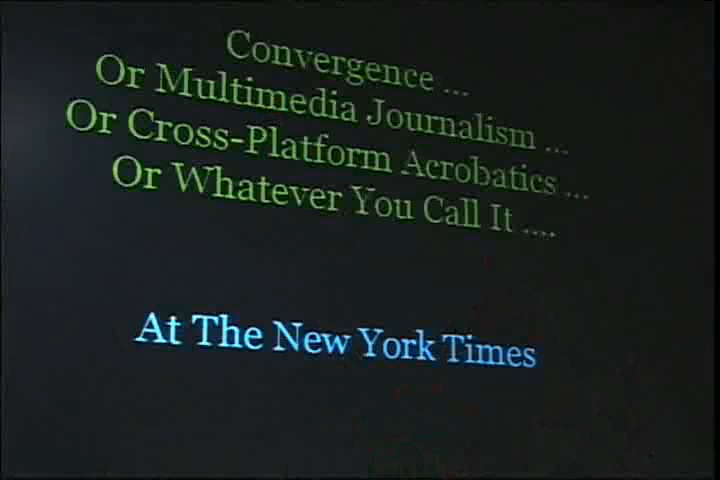 Convergence ...
Or Multimedia Journalism ...
Or Cross-Platform Acrobatics ...
Or Whatever You Call It ....
At The New York Times